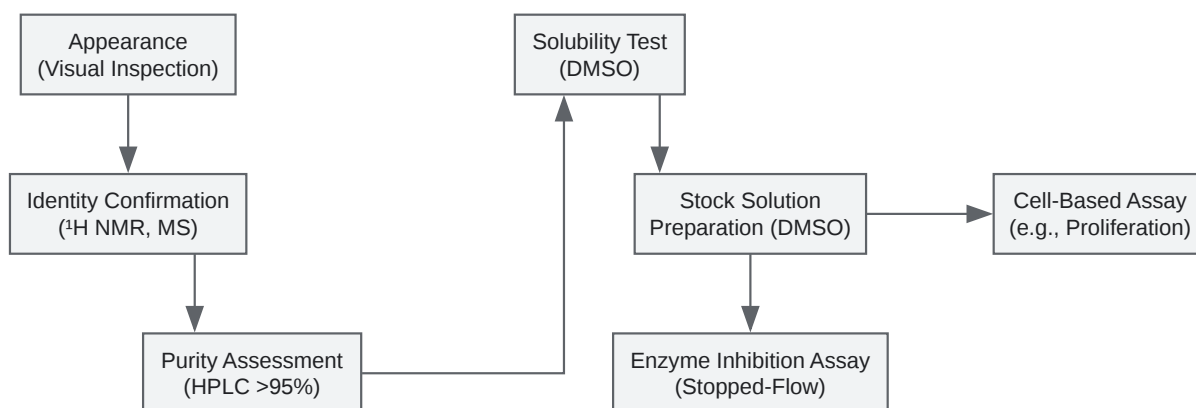 Appearance
(Visual Inspection)
Identity Confirmation
(¹H NMR, MS)
Purity Assessment
(HPLC >95%)
Solubility Test
(DMSO)
Stock Solution
Preparation (DMSO)
Cell-Based Assay
(e.g., Proliferation)
Enzyme Inhibition Assay
(Stopped-Flow)